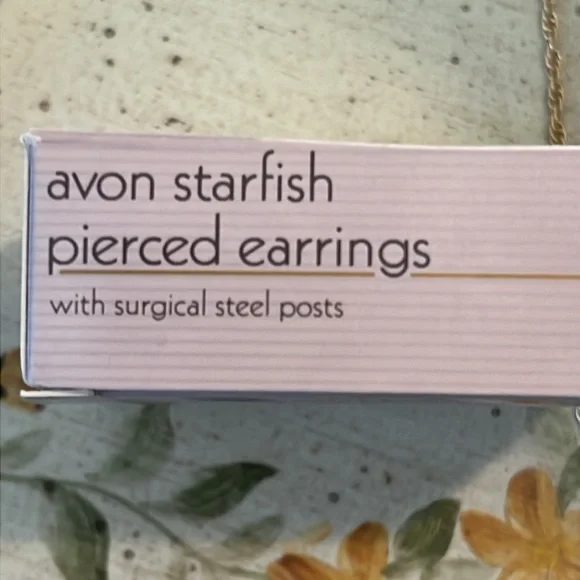 avon starfish
pierced earrings
with surgical steel posts